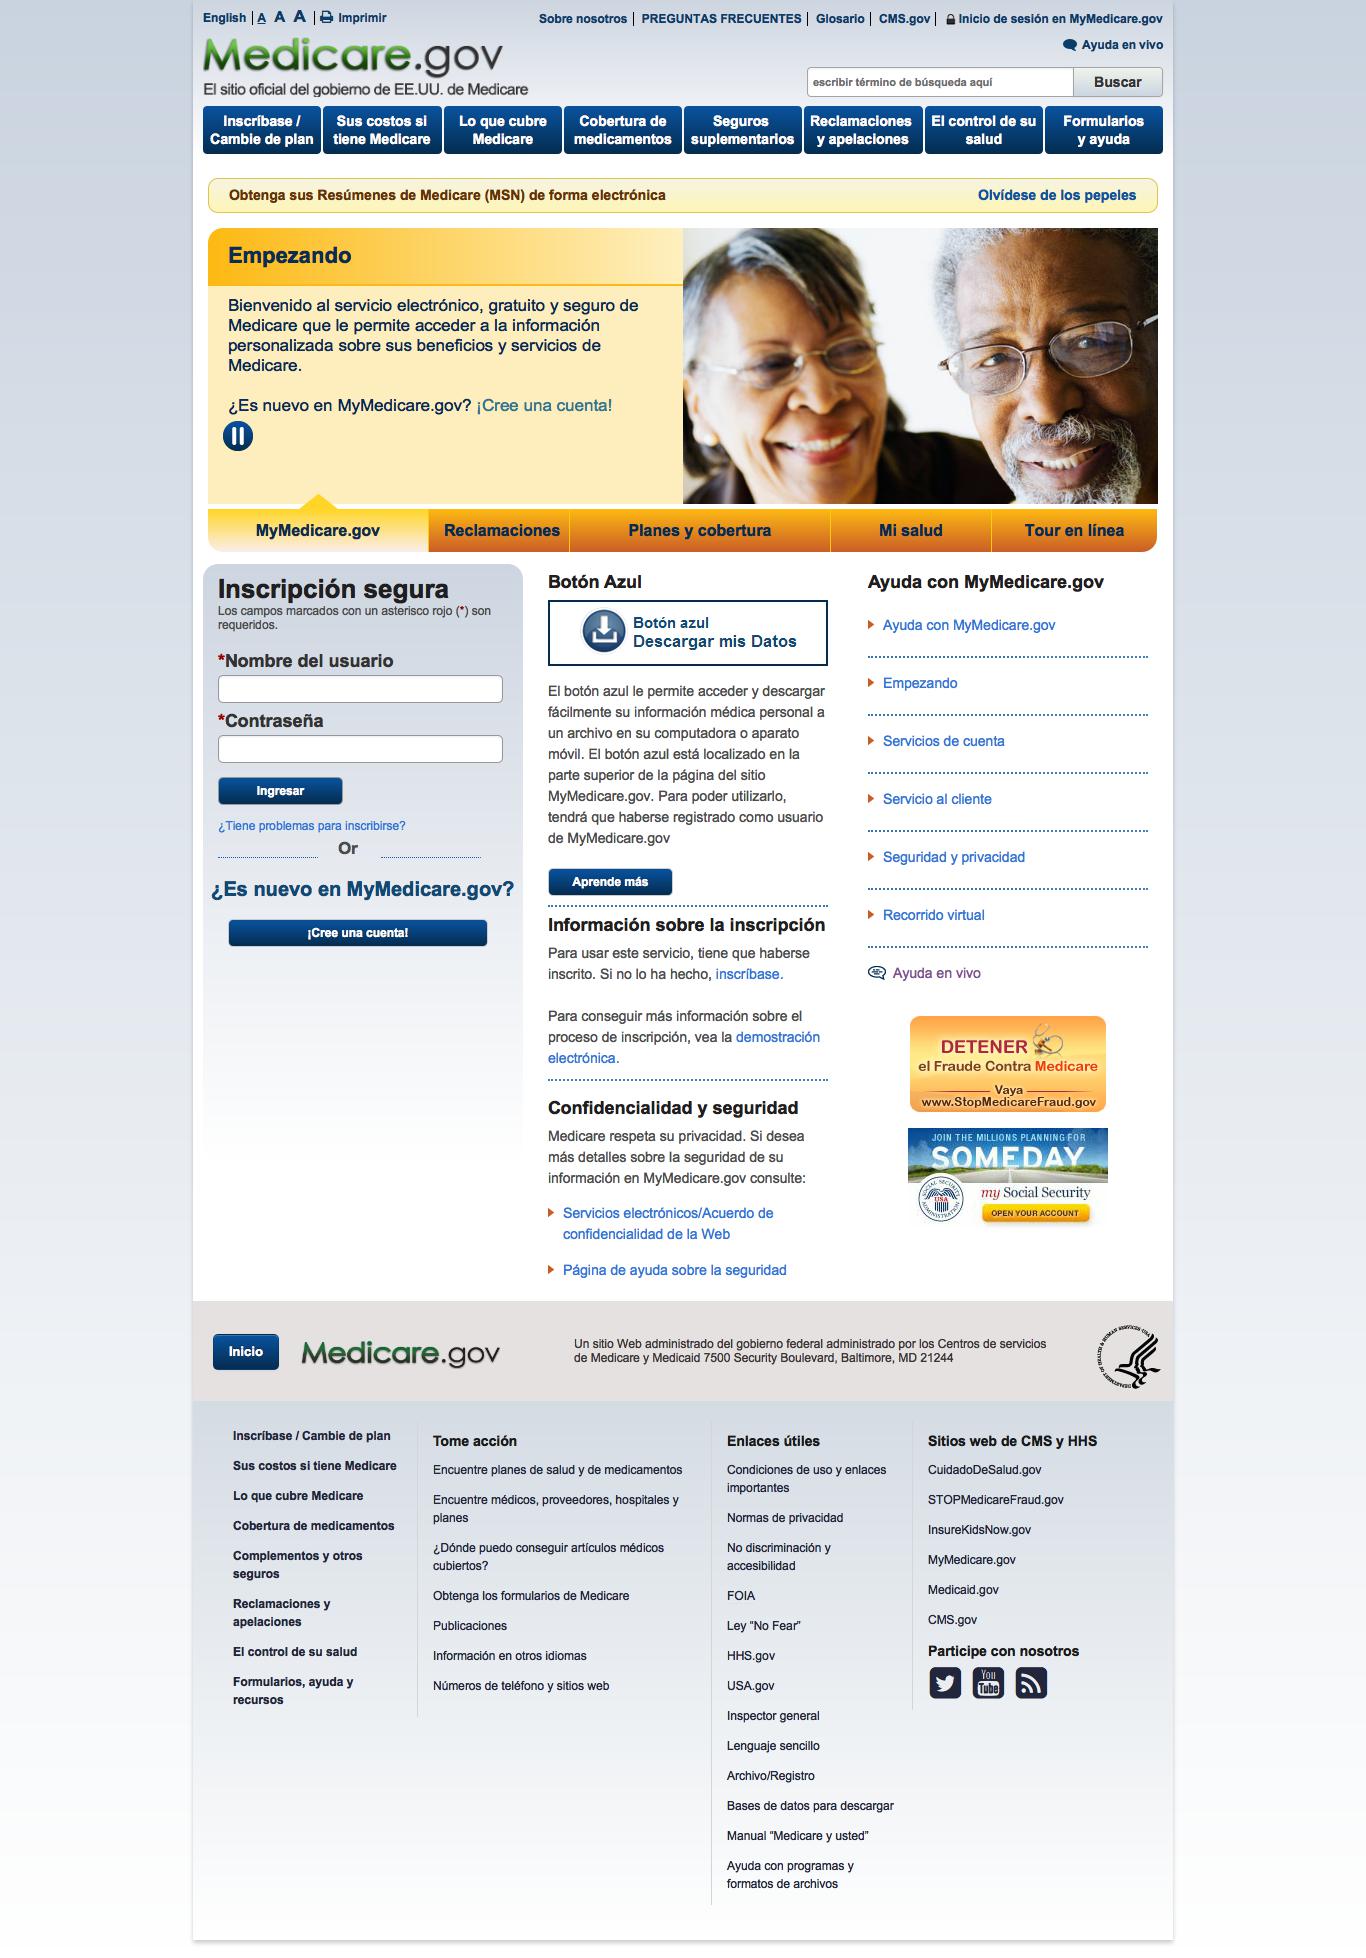 English A A A Imprimir
Sobre nosotros PREGUNTAS FRECUENTES Glosario CMS.gov Inicio de sesión en MyMedicare.gov
Ayuda en vivo
Medicare.gov
El sitio oficial del gobierno de EE.UU. de Medicare
escribir término de búsqueda aquí
Buscar
Inscríbase /
Cambie de plan
Sus costos si
tiene Medicare
Lo que cubre
Medicare
Cobertura de
medicamentos
Seguros
suplementarios
Reclamaciones
y apelaciones
El control de su
salud
Formularios
y ayuda
Obtenga sus Resúmenes de Medicare (MSN) de forma electrónica
Olvídese de los pepeles
Empezando
Bienvenido al servicio electrónico, gratuito y seguro de
Medicare que le permite acceder a la información
personalizada sobre sus beneficios y servicios de
Medicare.
¿Es nuevo en MyMedicare.gov? ¡Cree una cuenta!
MyMedicare.gov
Reclamaciones
Planes y cobertura
Mi salud
Tour en línea
Inscripción segura
Los campos marcados con un asterisco rojo (*) son
requeridos.
*Nombre del usuario
*Contraseña
Ingresar
¿Tiene problemas para inscribirse?
Or
¿Es nuevo en MyMedicare.gov?
¡Cree una cuenta!
Botón Azul
Botón azul
Descargar mis Datos
El botón azul le permite acceder y descargar
fácilmente su información médica personal a
un archivo en su computadora o aparato
móvil. El botón azul está localizado en la
parte superior de la página del sitio
MyMedicare.gov. Para poder utilizarlo,
tendrá que haberse registrado como usuario
de MyMedicare.gov
Aprende más
Información sobre la inscripción
Para usar este servicio, tiene que haberse
inscrito. Si no lo ha hecho, inscríbase.
Para conseguir más información sobre el
proceso de inscripción, vea la demostración
electrónica.
Confidencialidad y seguridad
Medicare respeta su privacidad. Si desea
más detalles sobre la seguridad de su
información en MyMedicare.gov consulte:
Servicios electrónicos/Acuerdo de
confidencialidad de la Web
Página de ayuda sobre la seguridad
Ayuda con MyMedicare.gov
Ayuda con MyMedicare.gov
Empezando
Servicios de cuenta
Servicio al cliente
Seguridad y privacidad
Recorrido virtual
Ayuda en vivo
DETENER
el Fraude Contra Medicare
Vaya
www.StopMedicareFraud.gov
JOIN THE MILLIONS PLANNING FOR
SOMEDAY
SOCIAL SECURITY ADMINISTRATION
USA
my Social Security
OPEN YOUR ACCOUNT
Inicio
Medicare.gov
Un sitio Web administrado del gobierno federal administrado por los Centros de servicios
de Medicare y Medicaid 7500 Security Boulevard, Baltimore, MD 21244
DEPARTMENT OF HEALTH & HUMAN SERVICES USA
Inscríbase / Cambie de plan
Sus costos si tiene Medicare
Lo que cubre Medicare
Cobertura de medicamentos
Complementos y otros
seguros
Reclamaciones y
apelaciones
El control de su salud
Formularios, ayuda y
recursos
Tome acción
Encuentre planes de salud y de medicamentos
Encuentre médicos, proveedores, hospitales y
planes
¿Dónde puedo conseguir artículos médicos
cubiertos?
Obtenga los formularios de Medicare
Publicaciones
Información en otros idiomas
Números de teléfono y sitios web
Enlaces útiles
Condiciones de uso y enlaces
importantes
Normas de privacidad
No discriminación y
accesibilidad
FOIA
Ley “No Fear”
HHS.gov
USA.gov
Inspector general
Lenguaje sencillo
Archivo/Registro
Bases de datos para descargar
Manual “Medicare y usted”
Ayuda con programas y
formatos de archivos
Sitios web de CMS y HHS
CuidadoDeSalud.gov
STOPMedicareFraud.gov
InsureKidsNow.gov
MyMedicare.gov
Medicaid.gov
CMS.gov
Participe con nosotros
You
Tube